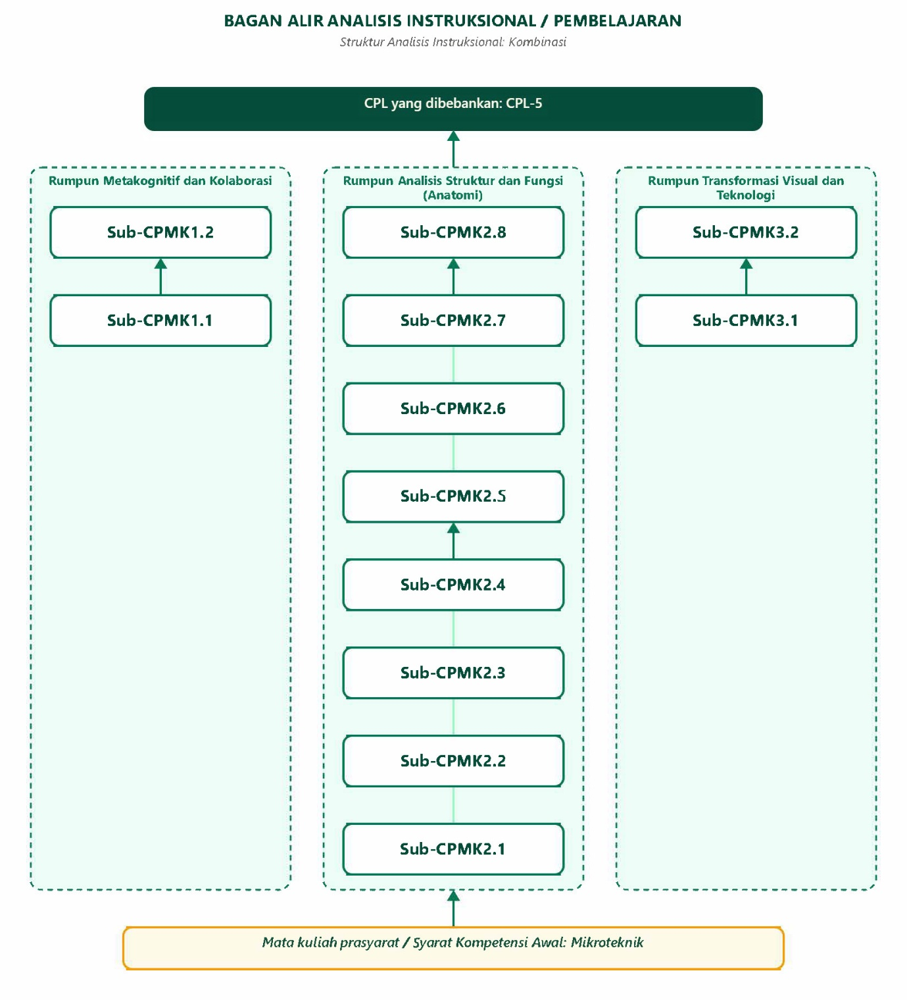 BAGAN ALIR ANALISIS INSTRUKSIONAL / PEMBELAJARAN
Struktur Analisis Instruksional: Kombinasi
CPL yang dibebankan: CPL-5
Rumpun Metakognitif dan Kolaborasi
Sub-CPMK1.2
Sub-CPMK1.1
Rumpun Analisis Struktur dan Fungsi
(Anatomi)
Sub-CPMK2.8
Sub-CPMK2.7
Sub-CPMK2.6
Sub-CPMK2.5
Sub-CPMK2.4
Sub-CPMK2.3
Sub-CPMK2.2
Sub-CPMK2.1
Rumpun Transformasi Visual dan
Teknologi
Sub-CPMK3.2
Sub-CPMK3.1
Mata kuliah prasyarat / Syarat Kompetensi Awal: Mikroteknik